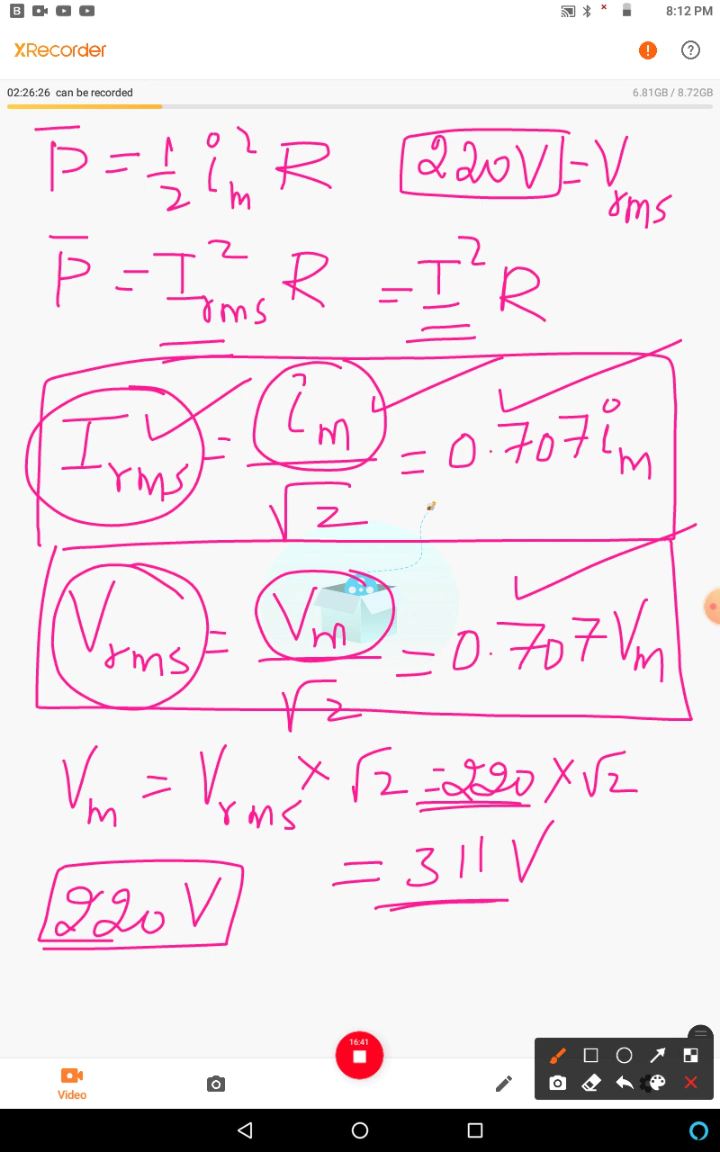 B 8:12 PM
XRecorder ! ?
02:26:26 can be recorded 6.81GB / 8.72GB
P̅ = 1/2 i_m² R 220V = V_rms
P̅ = I_rms² R = I² R
I_rms = i_m/√2 = 0.707 i_m
V_rms = V_m/√2 = 0.707 V_m
V_m = V_rms × √2 = 220 × √2
= 311 V
220 V
16:41
Video